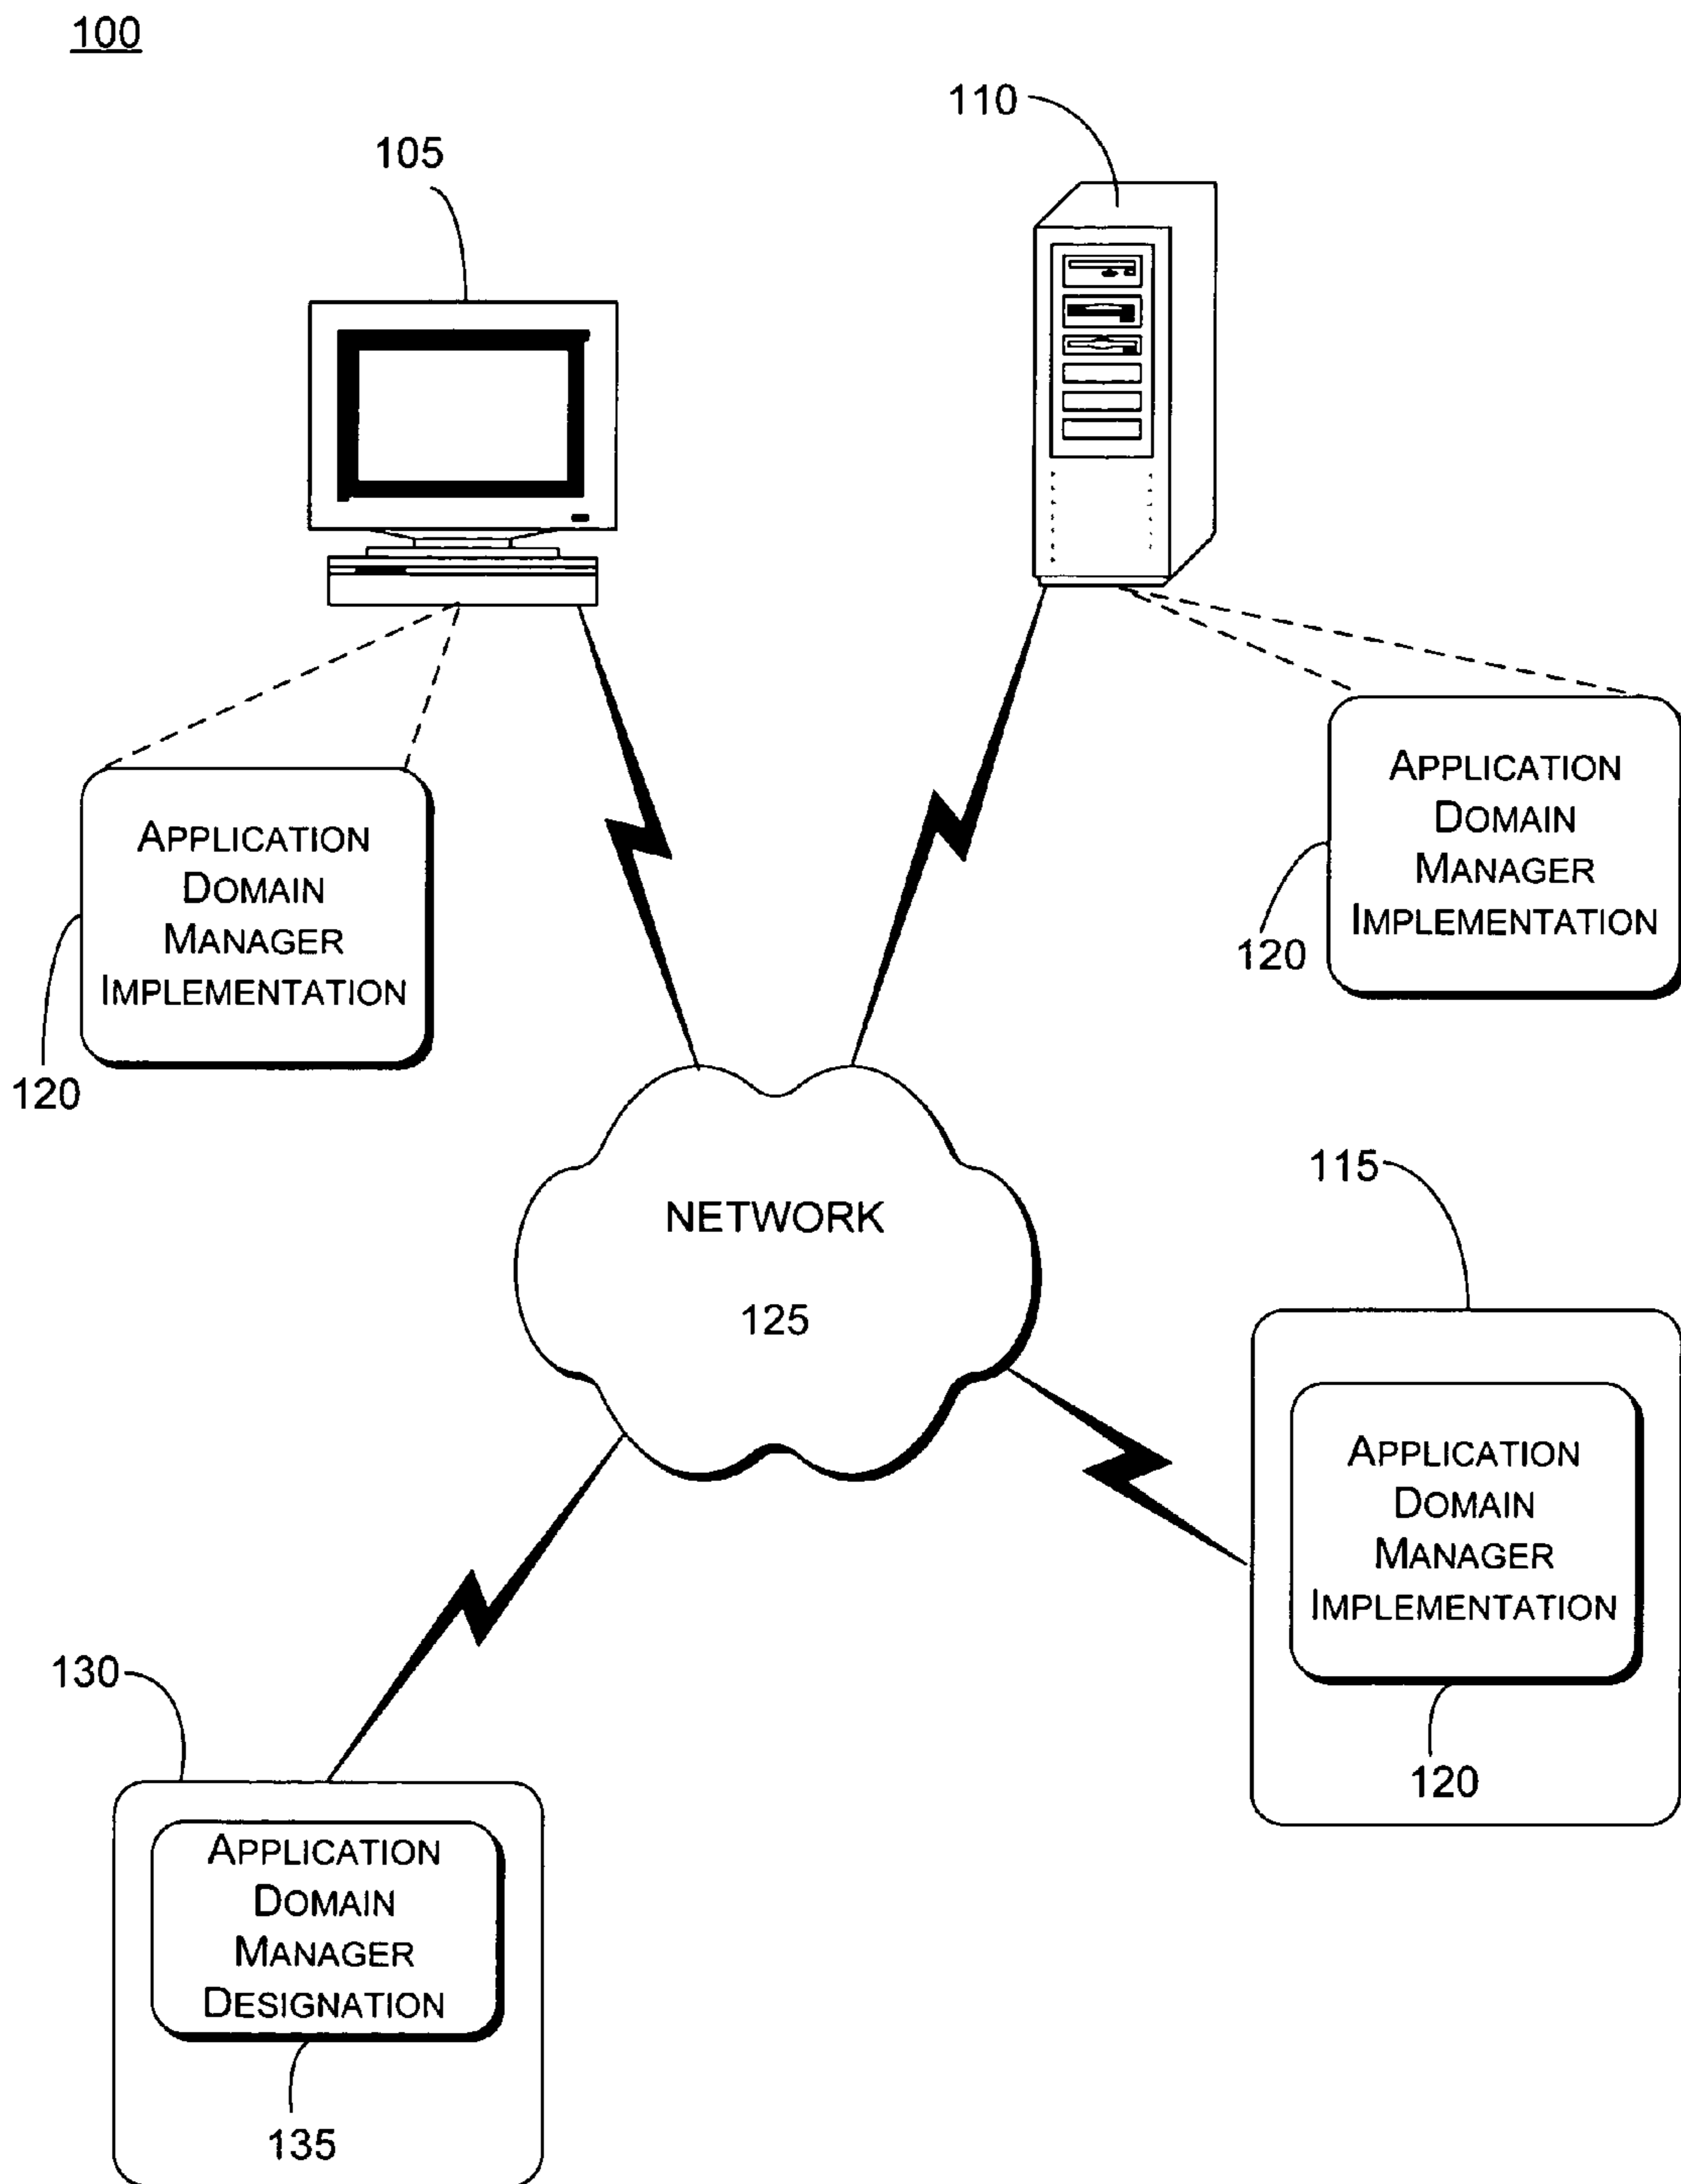 100
110
105
APPLICATION
DOMAIN
MANAGER
IMPLEMENTATION
120
APPLICATION
DOMAIN
MANAGER
IMPLEMENTATION
120
NETWORK
125
115
APPLICATION
DOMAIN
MANAGER
IMPLEMENTATION
120
130
APPLICATION
DOMAIN
MANAGER
DESIGNATION
135